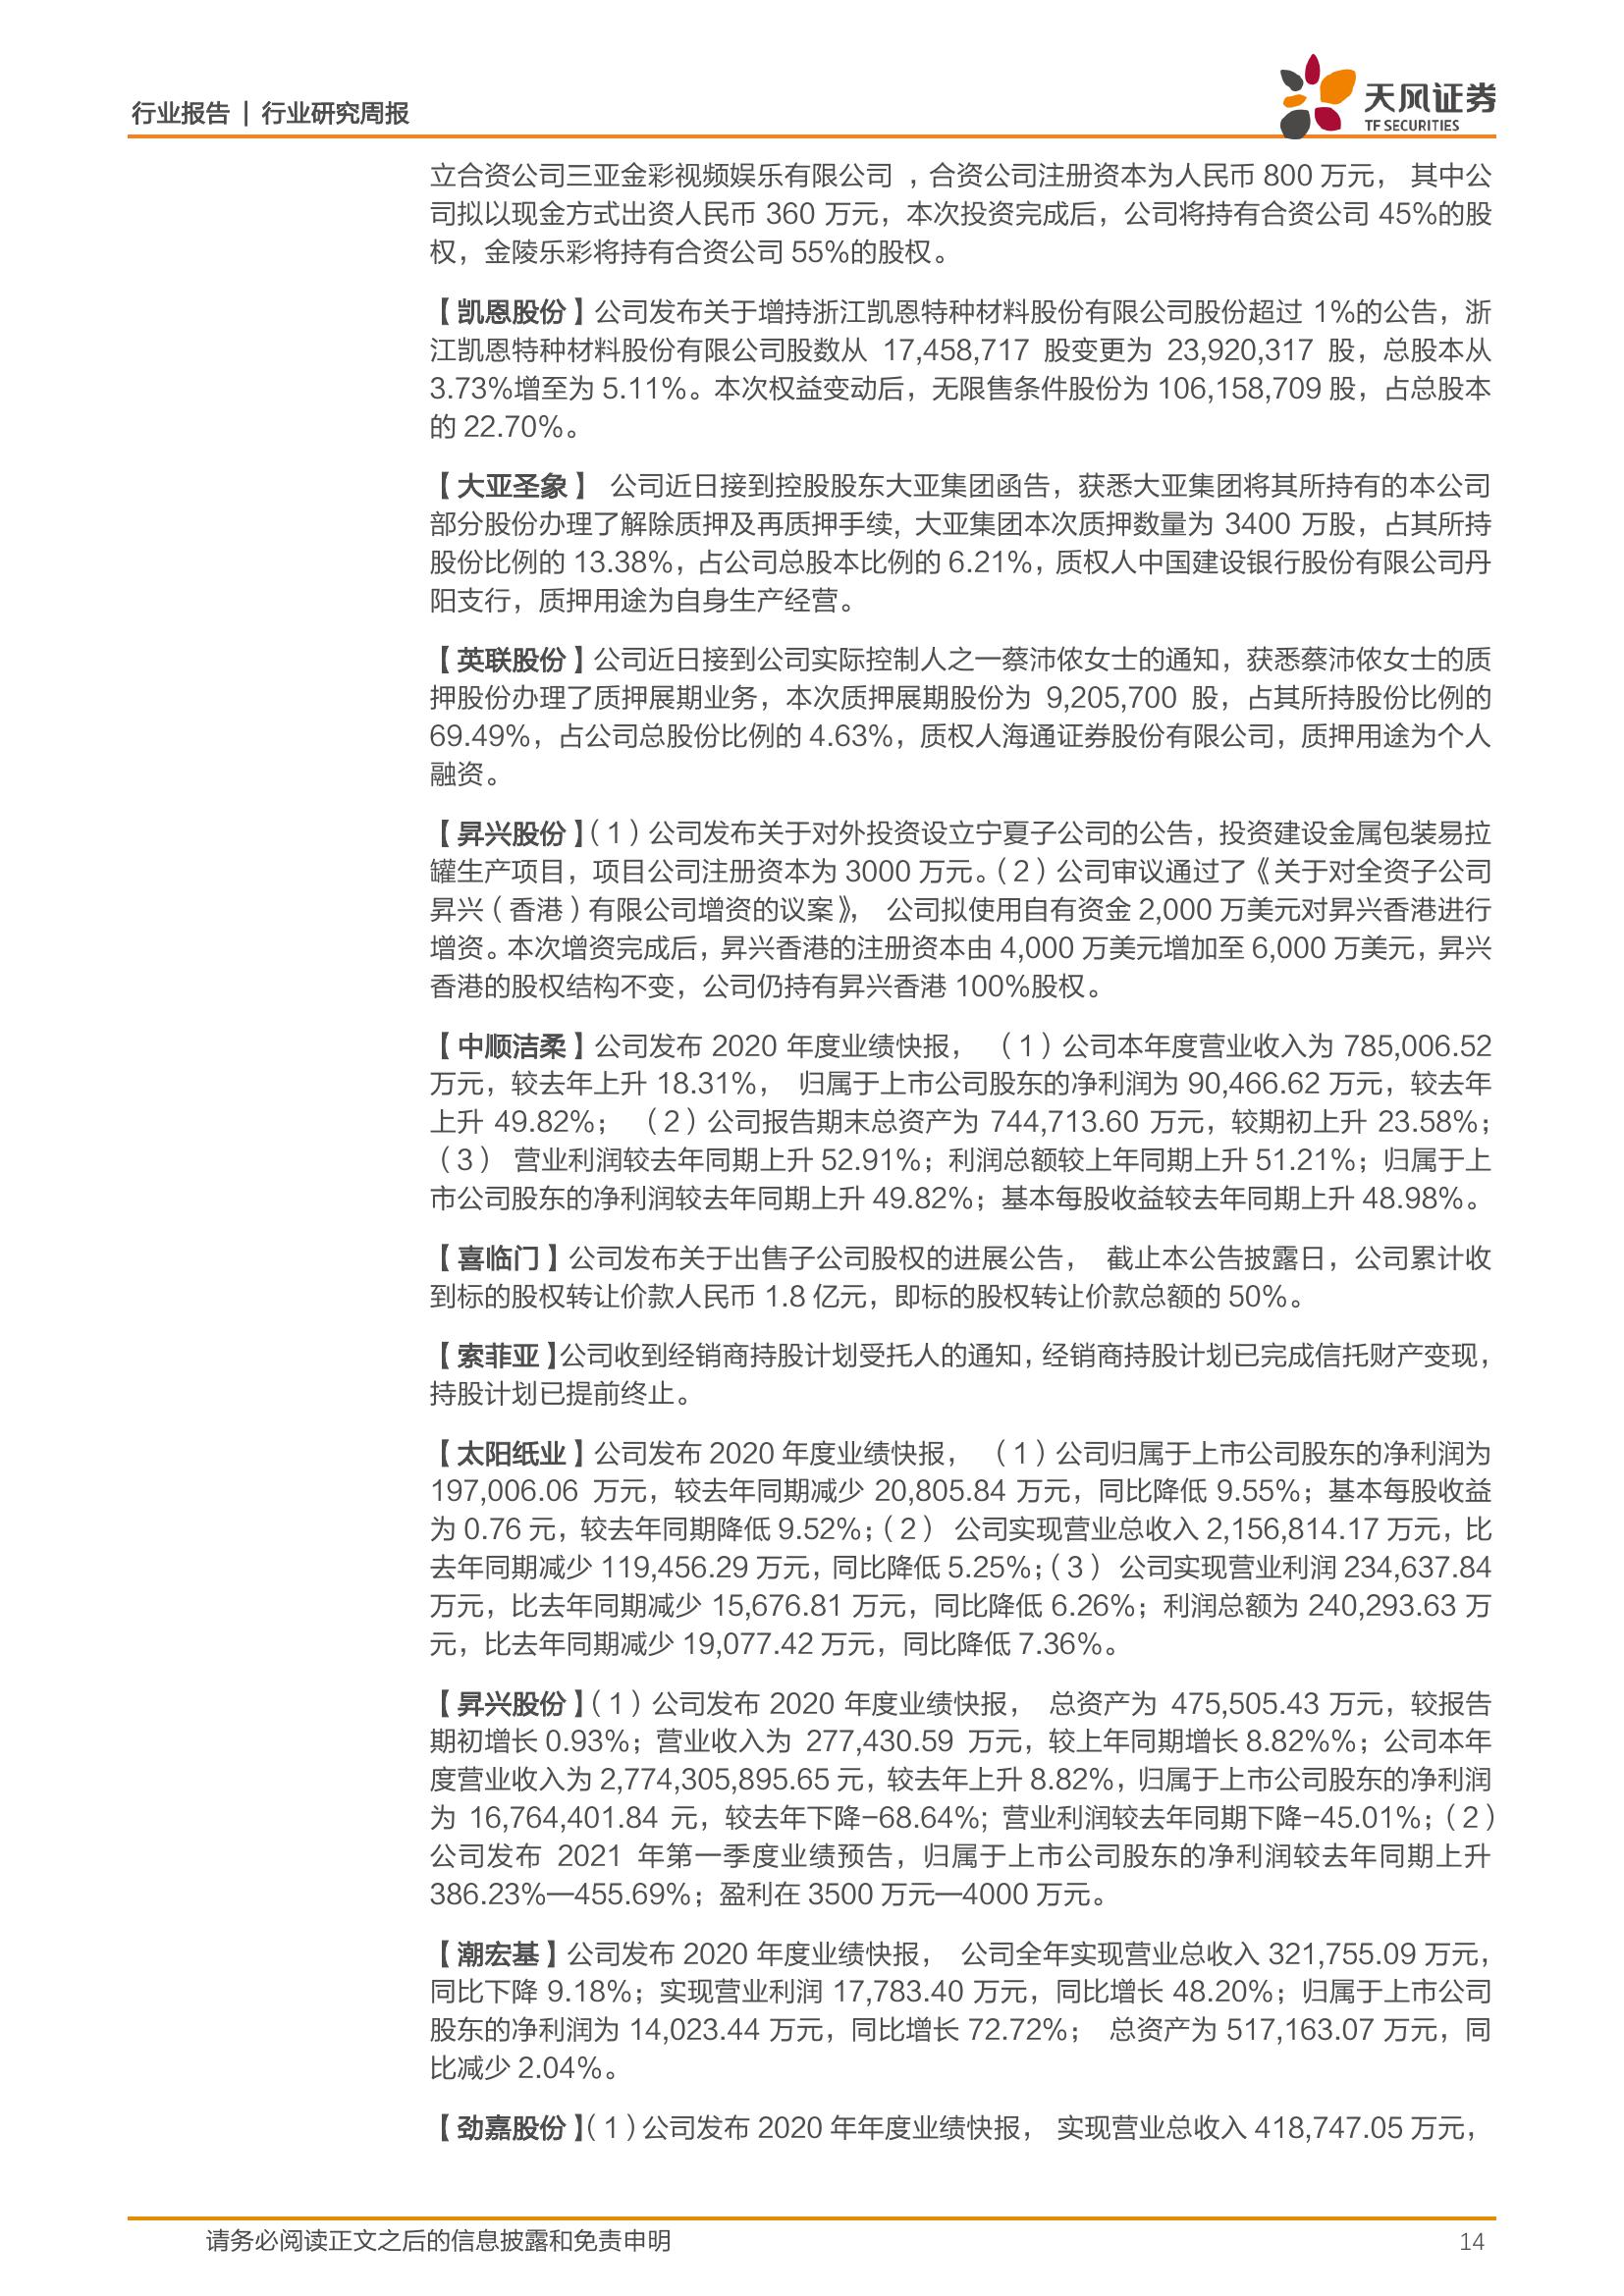 行业报告 | 行业研究周报
天风证券
TF SECURITIES
立合资公司三亚金彩视频娱乐有限公司 ，合资公司注册资本为人民币 800 万元， 其中公
司拟以现金方式出资人民币 360 万元，本次投资完成后，公司将持有合资公司 45%的股
权，金陵乐彩将持有合资公司 55%的股权。
【凯恩股份】公司发布关于增持浙江凯恩特种材料股份有限公司股份超过 1%的公告，浙
江凯恩特种材料股份有限公司股数从 17,458,717 股变更为 23,920,317 股，总股本从
3.73%增至为 5.11%。本次权益变动后，无限售条件股份为 106,158,709 股，占总股本
的 22.70%。
【大亚圣象】 公司近日接到控股股东大亚集团函告，获悉大亚集团将其所持有的本公司
部分股份办理了解除质押及再质押手续, 大亚集团本次质押数量为 3400 万股，占其所持
股份比例的 13.38%，占公司总股本比例的 6.21%，质权人中国建设银行股份有限公司丹
阳支行，质押用途为自身生产经营。
【英联股份】公司近日接到公司实际控制人之一蔡沛侬女士的通知，获悉蔡沛侬女士的质
押股份办理了质押展期业务，本次质押展期股份为 9,205,700 股，占其所持股份比例的
69.49%，占公司总股份比例的 4.63%，质权人海通证券股份有限公司，质押用途为个人
融资。
【昇兴股份】（1）公司发布关于对外投资设立宁夏子公司的公告，投资建设金属包装易拉
罐生产项目，项目公司注册资本为 3000 万元。（2）公司审议通过了《关于对全资子公司
昇兴（香港）有限公司增资的议案》， 公司拟使用自有资金 2,000 万美元对昇兴香港进行
增资。本次增资完成后，昇兴香港的注册资本由 4,000 万美元增加至 6,000 万美元，昇兴
香港的股权结构不变，公司仍持有昇兴香港 100%股权。
【中顺洁柔】公司发布 2020 年度业绩快报， （1）公司本年度营业收入为 785,006.52
万元，较去年上升 18.31%， 归属于上市公司股东的净利润为 90,466.62 万元，较去年
上升 49.82%； （2）公司报告期末总资产为 744,713.60 万元，较期初上升 23.58%；
（3） 营业利润较去年同期上升 52.91%；利润总额较上年同期上升 51.21%；归属于上
市公司股东的净利润较去年同期上升 49.82%；基本每股收益较去年同期上升 48.98%。
【喜临门】公司发布关于出售子公司股权的进展公告， 截止本公告披露日，公司累计收
到标的股权转让价款人民币 1.8 亿元，即标的股权转让价款总额的 50%。
【索菲亚】公司收到经销商持股计划受托人的通知，经销商持股计划已完成信托财产变现，
持股计划已提前终止。
【太阳纸业】公司发布 2020 年度业绩快报， （1）公司归属于上市公司股东的净利润为
197,006.06 万元，较去年同期减少 20,805.84 万元，同比降低 9.55%；基本每股收益
为 0.76 元，较去年同期降低 9.52%；（2） 公司实现营业总收入 2,156,814.17 万元，比
去年同期减少 119,456.29 万元，同比降低 5.25%；（3） 公司实现营业利润 234,637.84
万元，比去年同期减少 15,676.81 万元，同比降低 6.26%；利润总额为 240,293.63 万
元，比去年同期减少 19,077.42 万元，同比降低 7.36%。
【昇兴股份】（1）公司发布 2020 年度业绩快报， 总资产为 475,505.43 万元，较报告
期初增长 0.93%；营业收入为 277,430.59 万元，较上年同期增长 8.82%%；公司本年
度营业收入为 2,774,305,895.65 元，较去年上升 8.82%，归属于上市公司股东的净利润
为 16,764,401.84 元，较去年下降-68.64%; 营业利润较去年同期下降-45.01%；（2）
公司发布 2021 年第一季度业绩预告，归属于上市公司股东的净利润较去年同期上升
386.23%—455.69%；盈利在 3500 万元—4000 万元。
【潮宏基】公司发布 2020 年度业绩快报， 公司全年实现营业总收入 321,755.09 万元，
同比下降 9.18%；实现营业利润 17,783.40 万元，同比增长 48.20%；归属于上市公司
股东的净利润为 14,023.44 万元，同比增长 72.72%； 总资产为 517,163.07 万元，同
比减少 2.04%。
【劲嘉股份】（1）公司发布 2020 年年度业绩快报， 实现营业总收入 418,747.05 万元，
请务必阅读正文之后的信息披露和免责申明
14